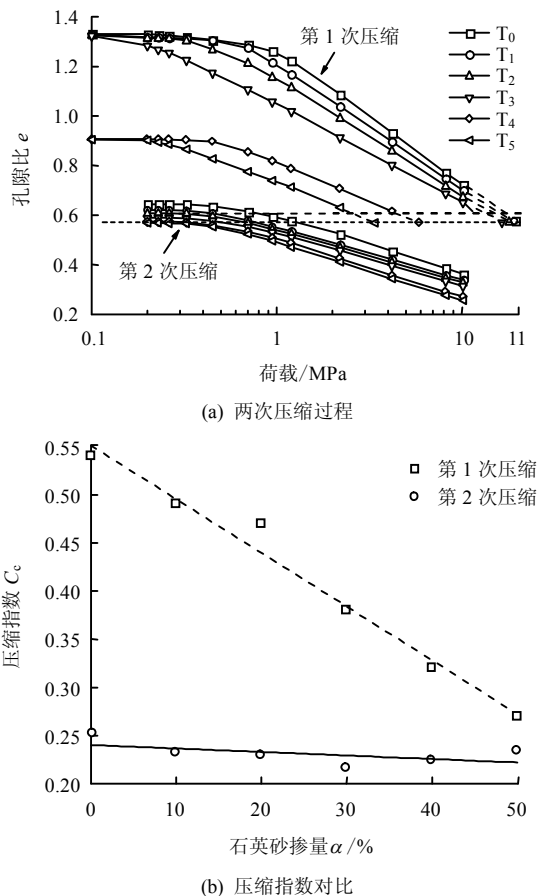 1.4
1.2
1.0
0.8
0.6
0.4
0.2
孔隙比 e
第 1 次压缩
第 2 次压缩
T₀
T₁
T₂
T₃
T₄
T₅
0.1
1
10
11
荷载/MPa
(a) 两次压缩过程
0.55
0.50
0.45
0.40
0.35
0.30
0.25
0.20
压缩指数 Cc
第 1 次压缩
第 2 次压缩
0
10
20
30
40
50
石英砂掺量α/%
(b) 压缩指数对比